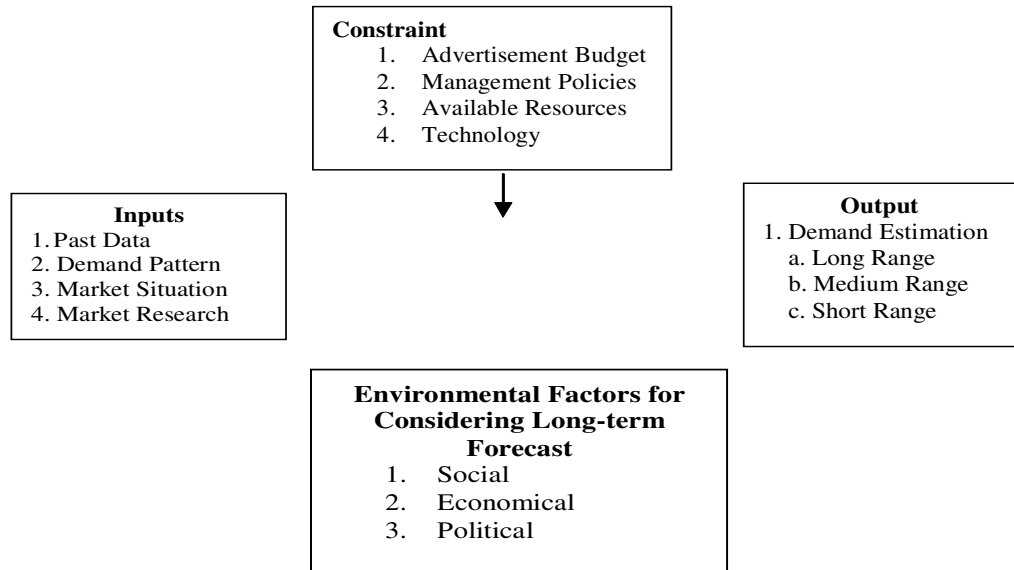 Constraint
1. Advertisement Budget
2. Management Policies
3. Available Resources
4. Technology
Inputs
1. Past Data
2. Demand Pattern
3. Market Situation
4. Market Research
Output
1. Demand Estimation
a. Long Range
b. Medium Range
c. Short Range
Environmental Factors for
Considering Long-term
Forecast
1. Social
2. Economical
3. Political